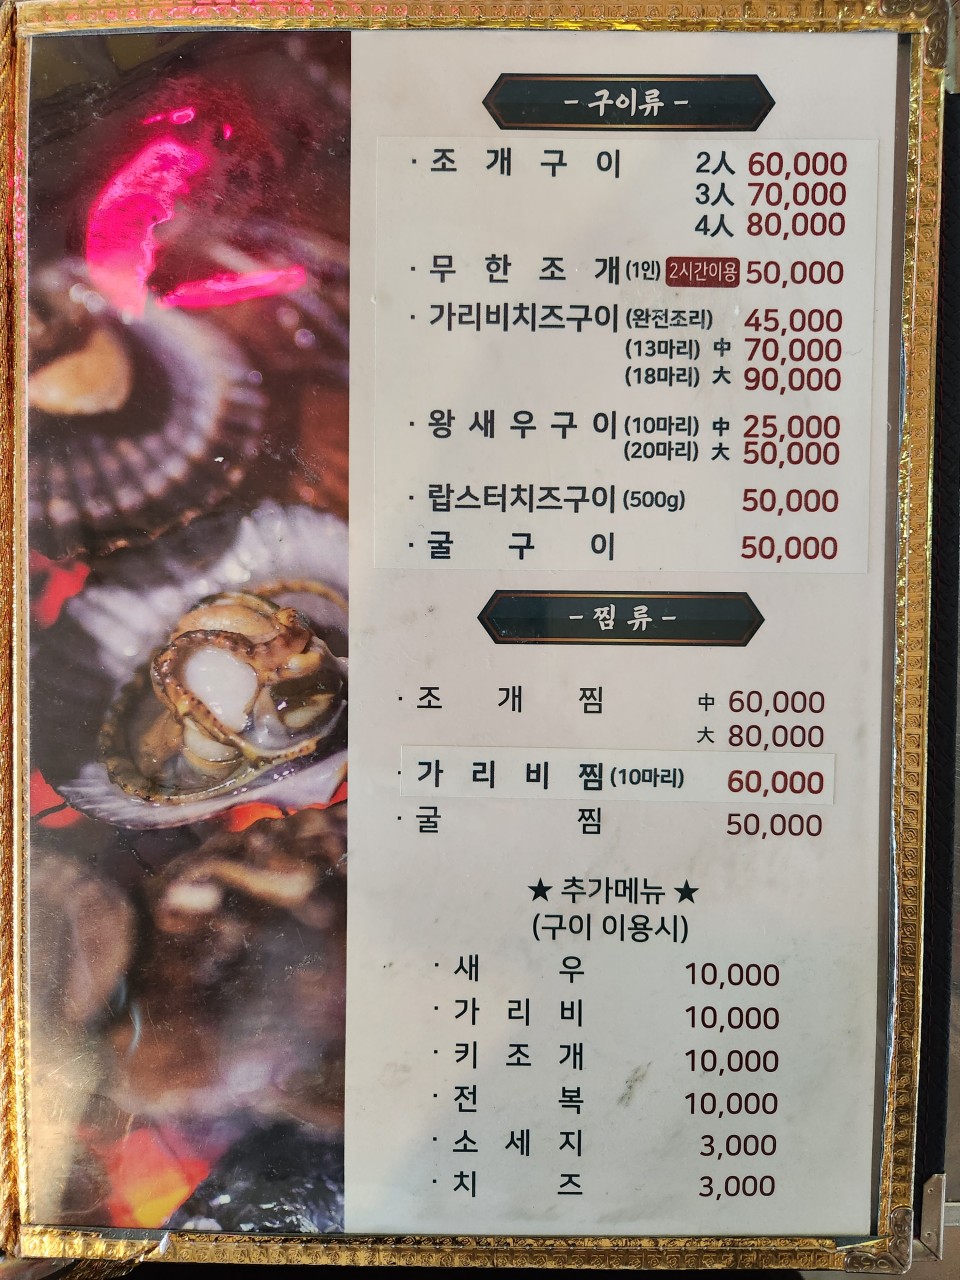 - 구이류 -
· 조 개 구 이 2人 60,000
3人 70,000
4人 80,000
· 무 한 조 개 (1인) 2시간이용 50,000
· 가리비치즈구이 (완전조리) 45,000
(13마리) 中 70,000
(18마리) 大 90,000
· 왕 새 우 구 이 (10마리) 中 25,000
(20마리) 大 50,000
· 랍스터치즈구이 (500g) 50,000
· 굴 구 이 50,000
- 찜 류 -
· 조 개 찜 中 60,000
大 80,000
· 가 리 비 찜 (10마리) 60,000
· 굴 찜 50,000
★ 추가메뉴 ★
(구이 이용시)
· 새 우 10,000
· 가 리 비 10,000
· 키 조 개 10,000
· 전 복 10,000
· 소 세 지 3,000
· 치 즈 3,000